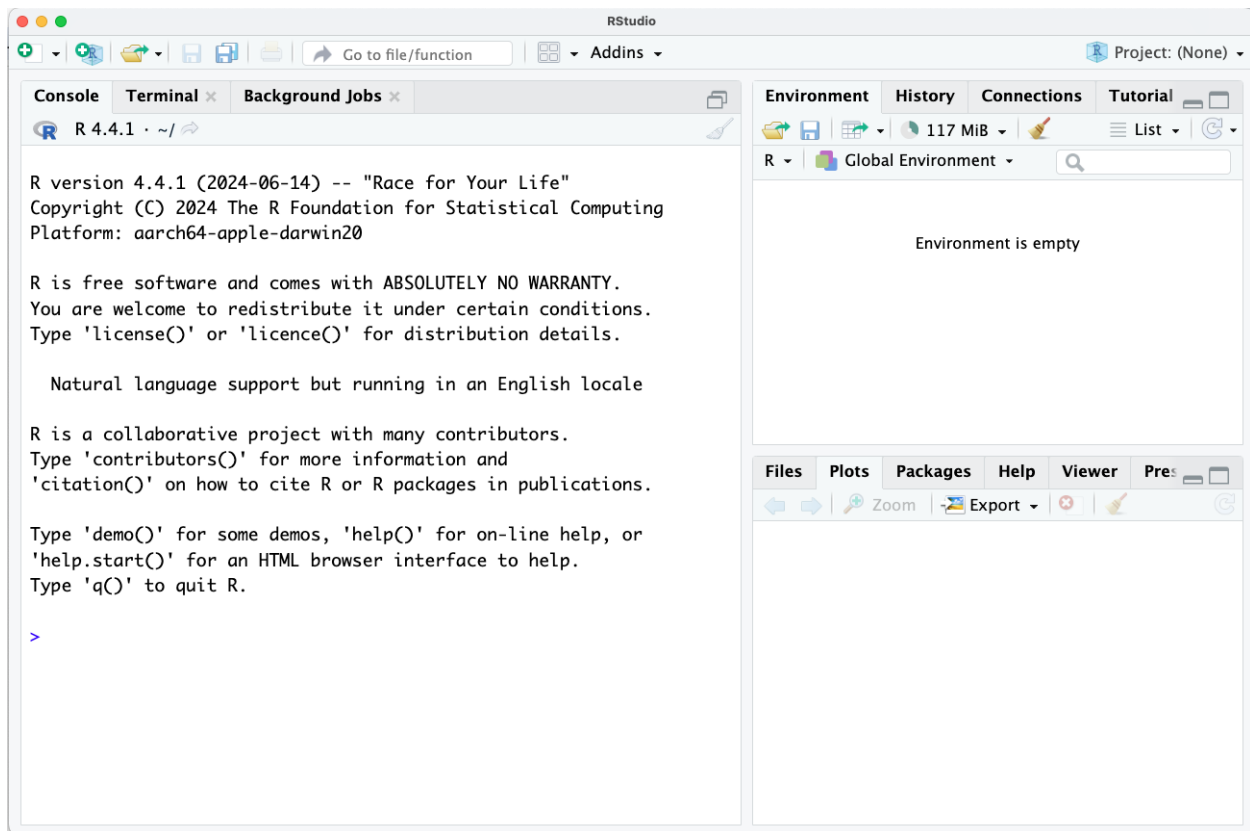 RStudio
Go to file/function
Addins
Project: (None)
Console Terminal Background Jobs
R 4.4.1 · ~/
R version 4.4.1 (2024-06-14) -- "Race for Your Life"
Copyright (C) 2024 The R Foundation for Statistical Computing
Platform: aarch64-apple-darwin20
R is free software and comes with ABSOLUTELY NO WARRANTY.
You are welcome to redistribute it under certain conditions.
Type 'license()' or 'licence()' for distribution details.
Natural language support but running in an English locale
R is a collaborative project with many contributors.
Type 'contributors()' for more information and
'citation()' on how to cite R or R packages in publications.
Type 'demo()' for some demos, 'help()' for on-line help, or
'help.start()' for an HTML browser interface to help.
Type 'q()' to quit R.
>
Environment History Connections Tutorial
117 MiB List
R Global Environment
Environment is empty
Files Plots Packages Help Viewer Pres
Zoom Export